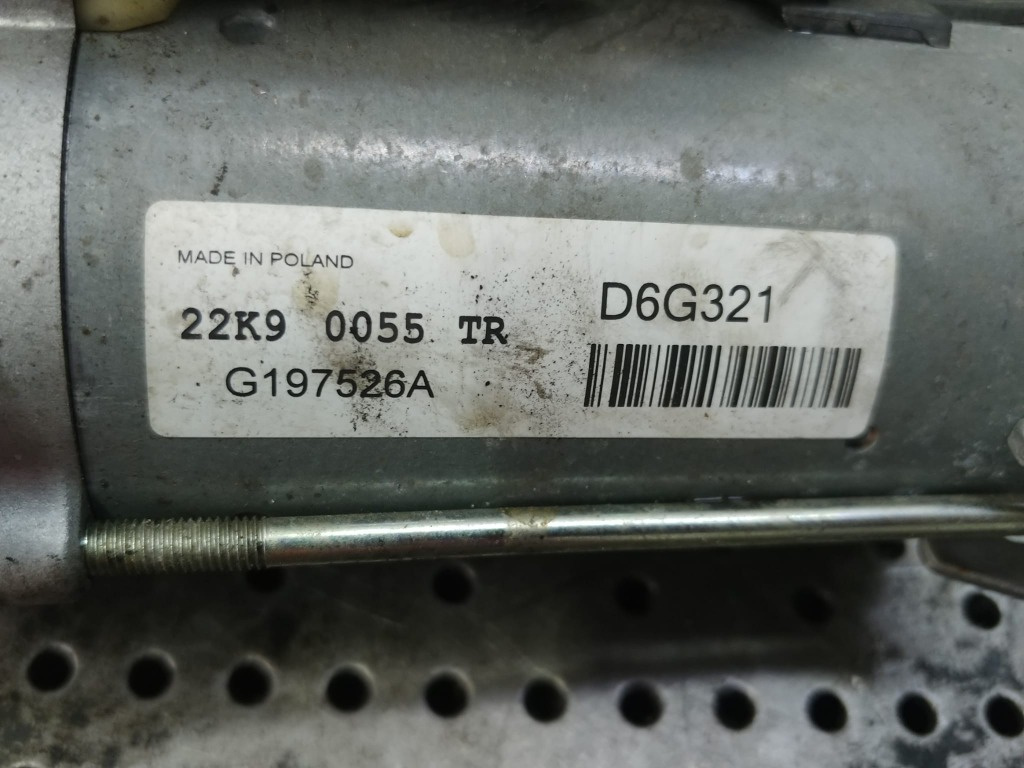 MADE IN POLAND
22K9 0055 TR
G197526A
D6G321